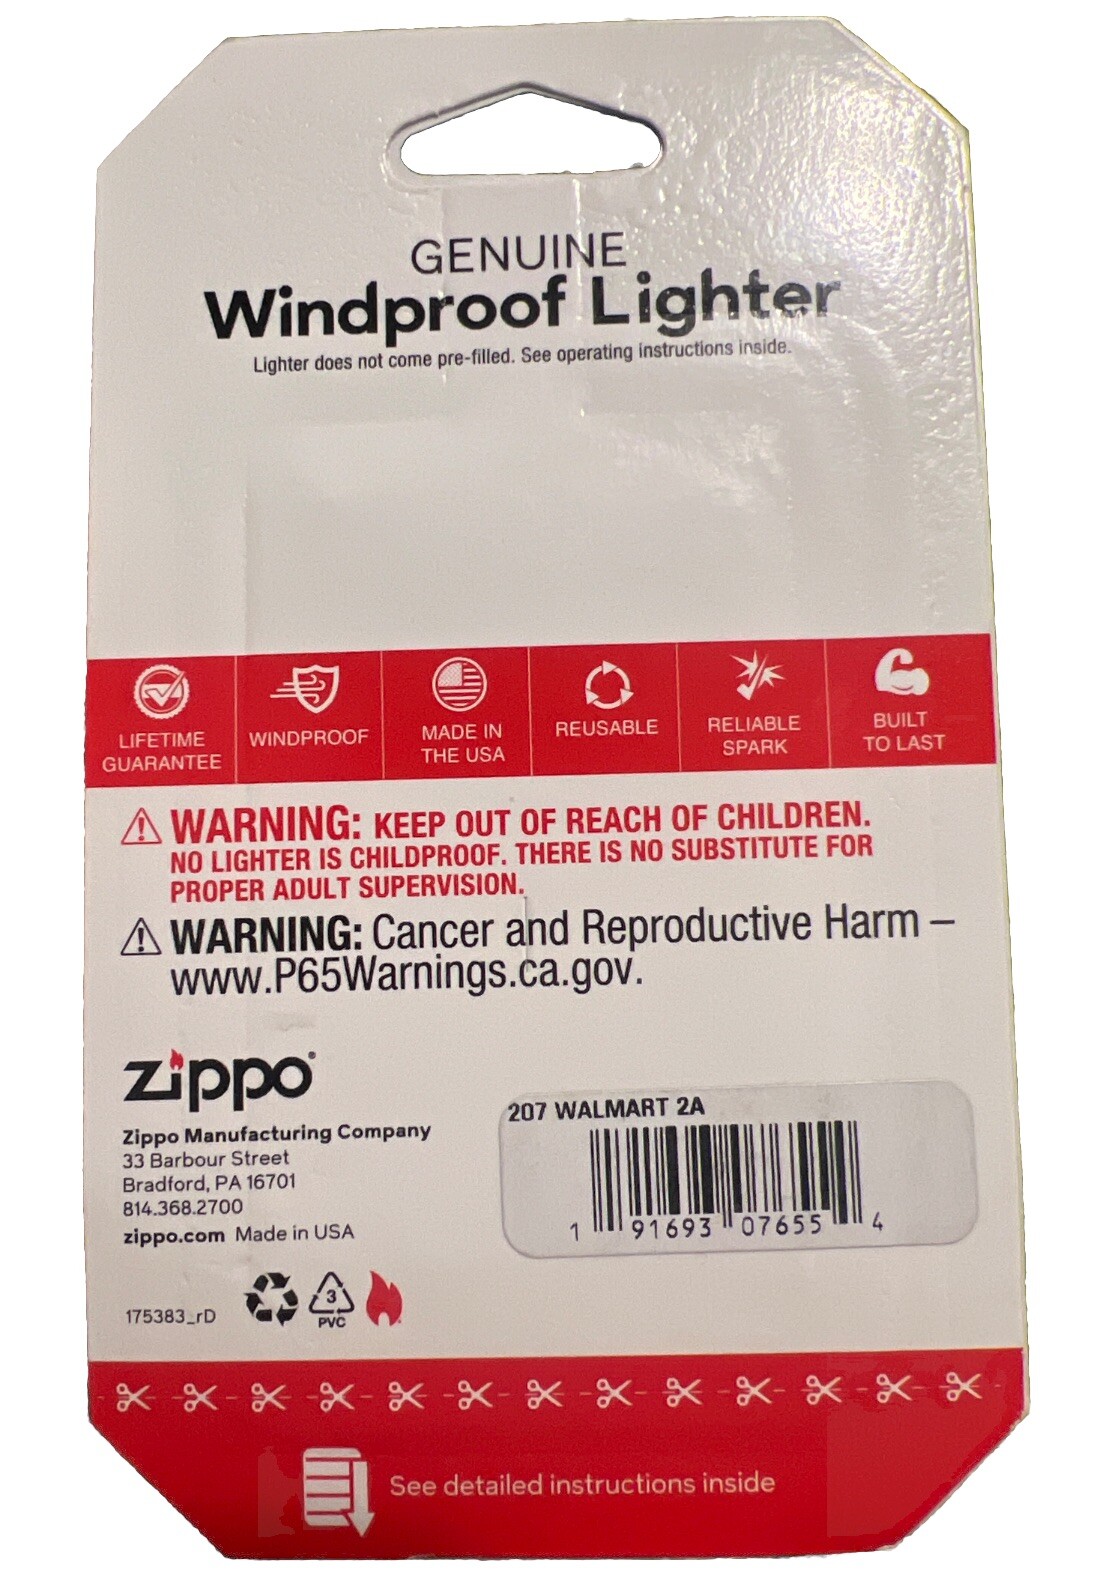 GENUINE
Windproof Lighter
Lighter does not come pre-filled. See operating instructions inside.
LIFETIME
GUARANTEE
WINDPROOF
MADE IN
THE USA
REUSABLE
RELIABLE
SPARK
BUILT
TO LAST
WARNING: KEEP OUT OF REACH OF CHILDREN.
NO LIGHTER IS CHILDPROOF. THERE IS NO SUBSTITUTE FOR
PROPER ADULT SUPERVISION.
WARNING: Cancer and Reproductive Harm –
www.P65Warnings.ca.gov.
zippo®
Zippo Manufacturing Company
33 Barbour Street
Bradford, PA 16701
814.368.2700
zippo.com Made in USA
175383_rD
3
PVC
207 WALMART 2A
1 91693 07655 4
See detailed instructions inside